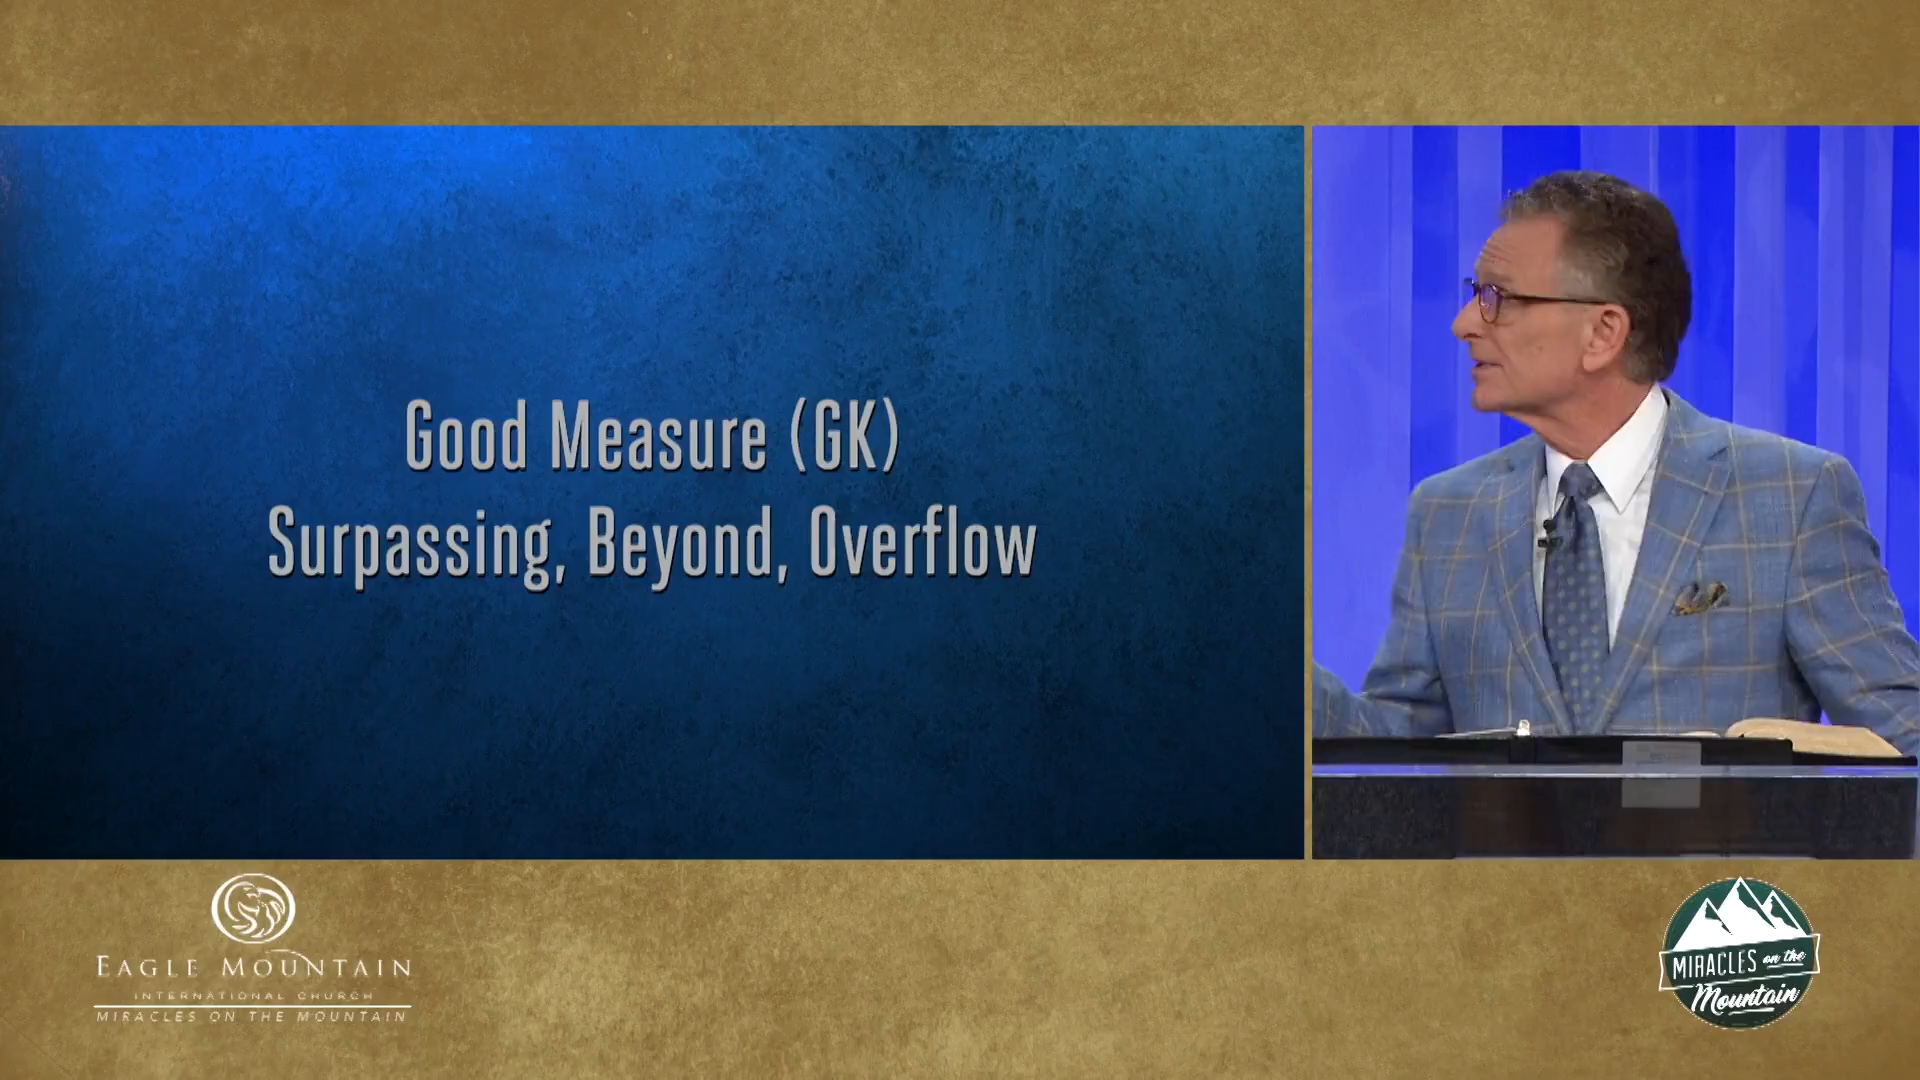 Good Measure (GK)
Surpassing, Beyond, Overflow
EAGLE MOUNTAIN
INTERNATIONAL CHURCH
MIRACLES ON THE MOUNTAIN
MIRACLES on the
Mountain